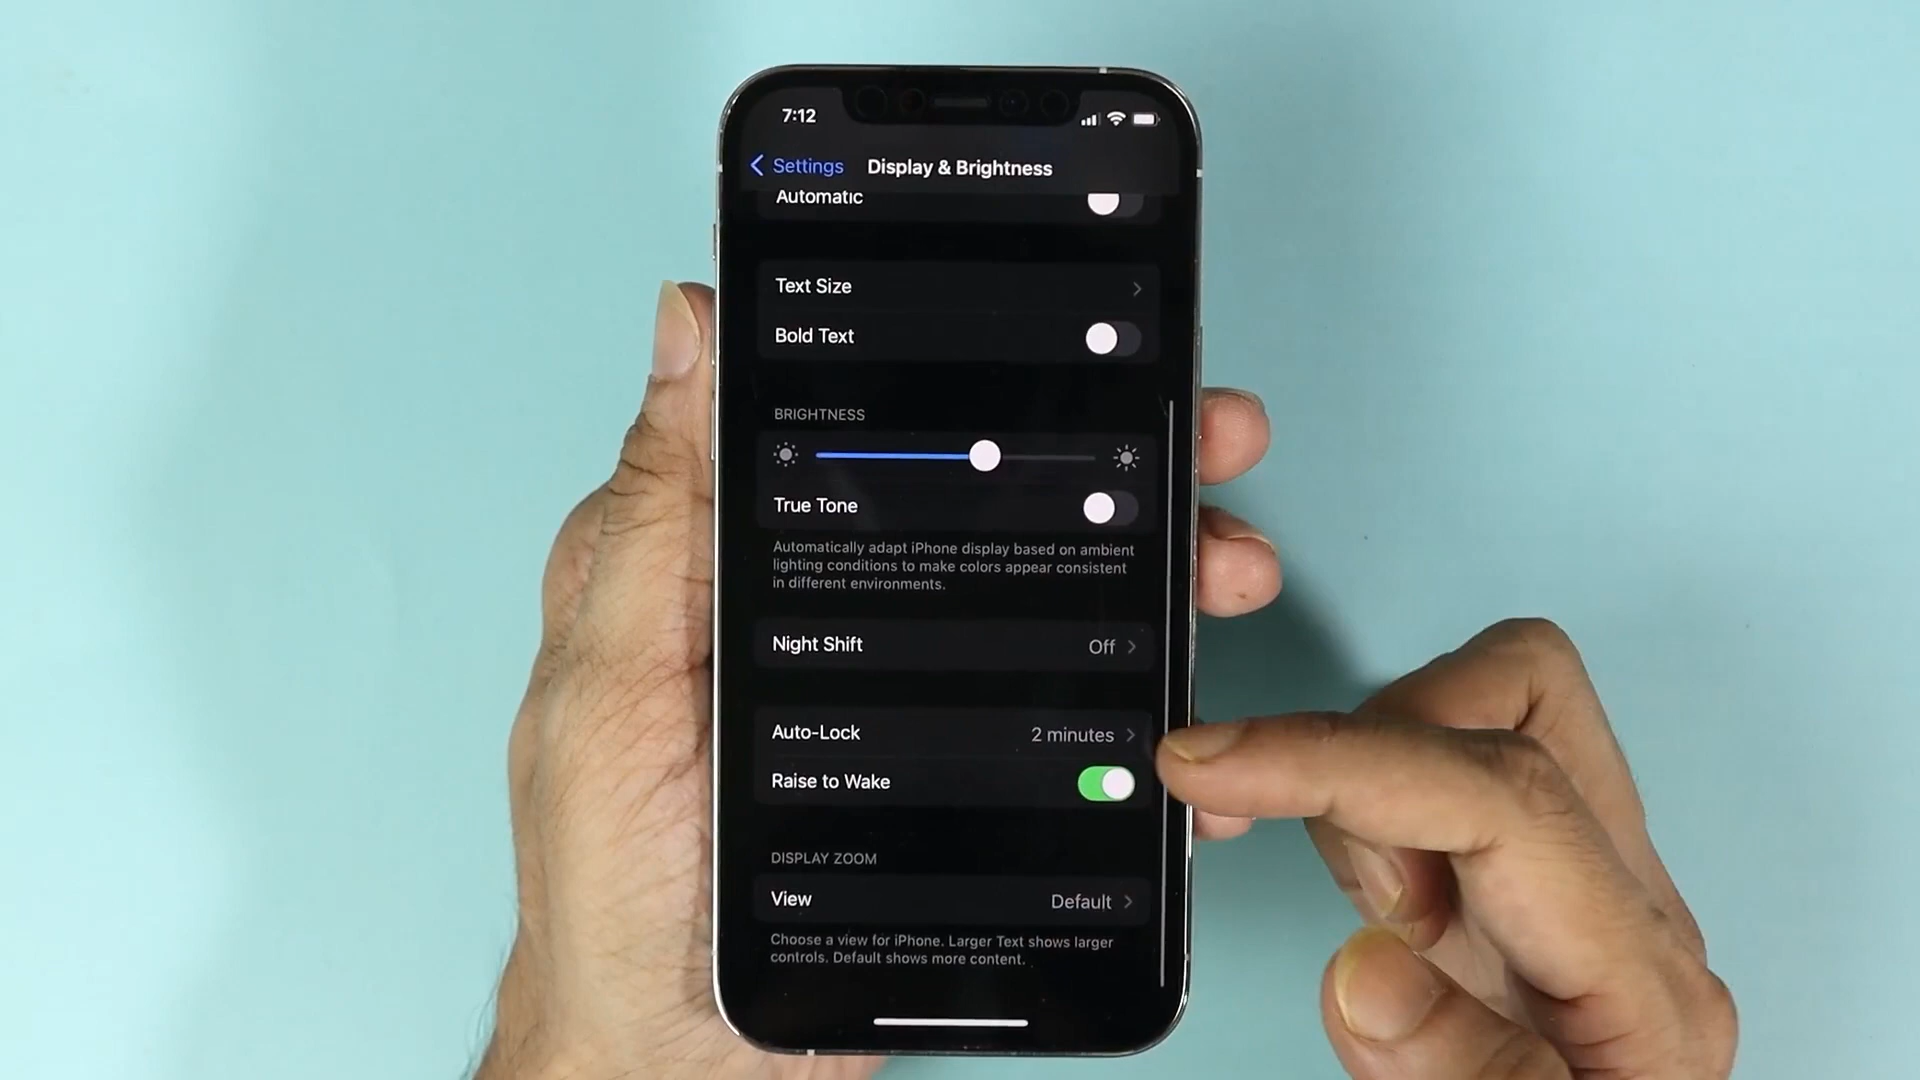 7:12
Settings
Display & Brightness
Automatic
Text Size
Bold Text
BRIGHTNESS
True Tone
Automatically adapt iPhone display based on ambient
lighting conditions to make colors appear consistent
in different environments.
Night Shift
Off
Auto-Lock
2 minutes
Raise to Wake
DISPLAY ZOOM
View
Default
Choose a view for iPhone. Larger Text shows larger
controls. Default shows more content.